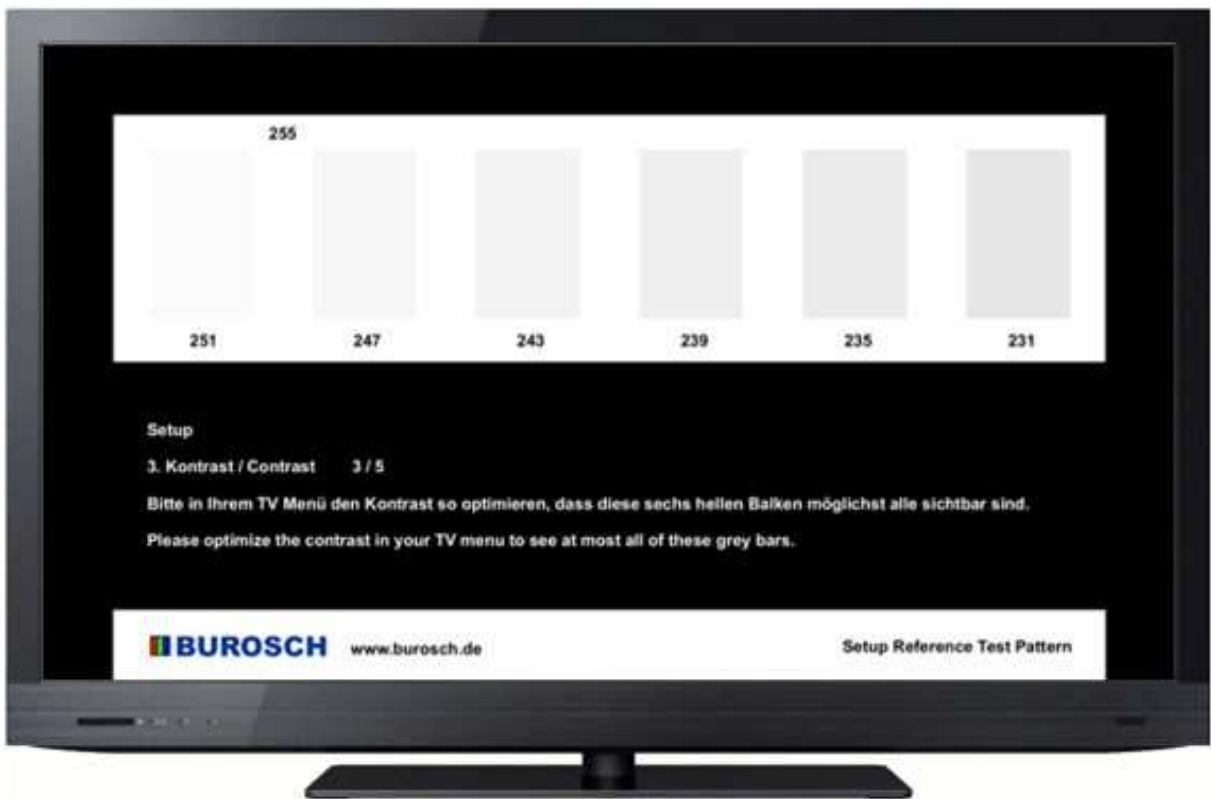 255
251 247 243 239 235 231
Setup
3. Kontrast / Contrast 3 / 5
Bitte in Ihrem TV Menü den Kontrast so optimieren, dass diese sechs hellen Balken möglichst alle sichtbar sind.
Please optimize the contrast in your TV menu to see at most all of these grey bars.
BUROSCH www.burosch.de Setup Reference Test Pattern